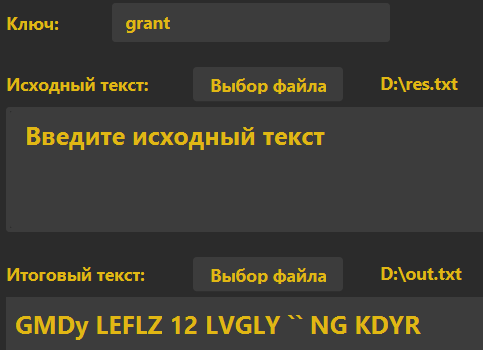 Ключ: grant
Исходный текст: Выбор файла D:\res.txt
Введите исходный текст
Итоговый текст: Выбор файла D:\out.txt
GMDy LEFLZ 12 LVGLY `` NG KDYR